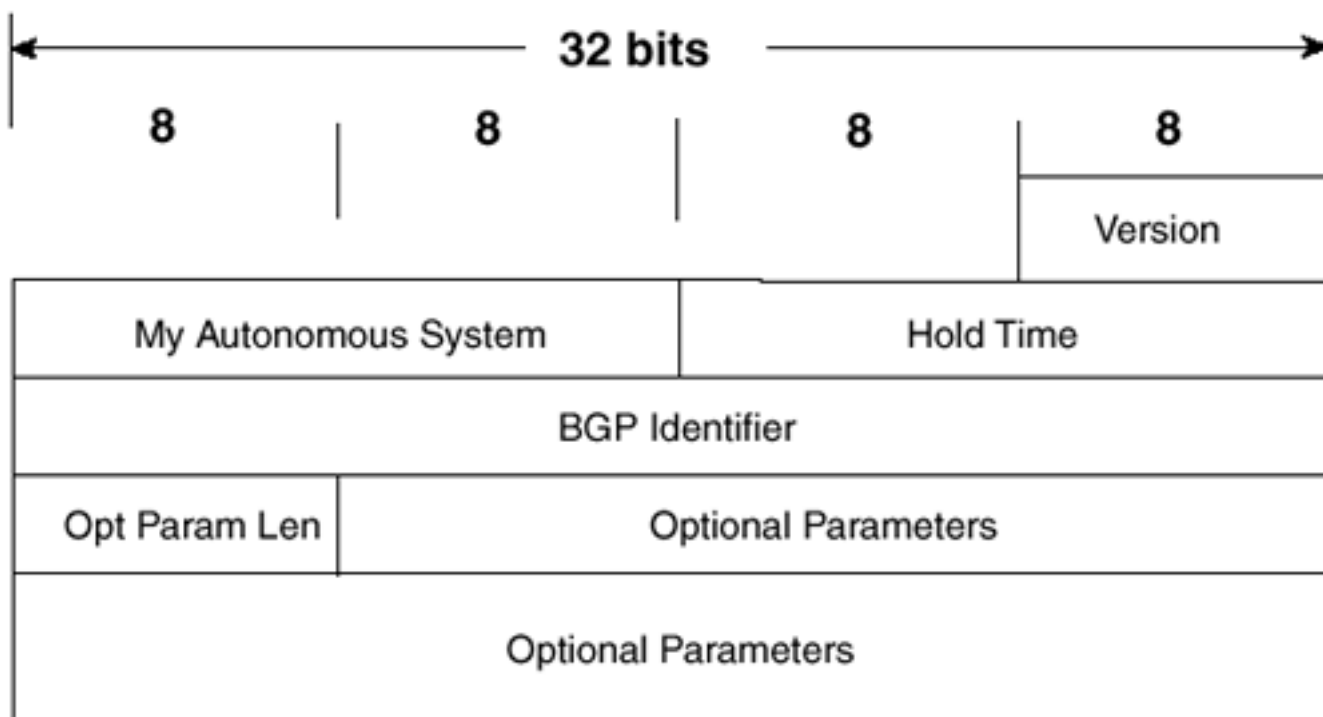 32 bits
8 8 8 8
Version
My Autonomous System Hold Time
BGP Identifier
Opt Param Len Optional Parameters
Optional Parameters